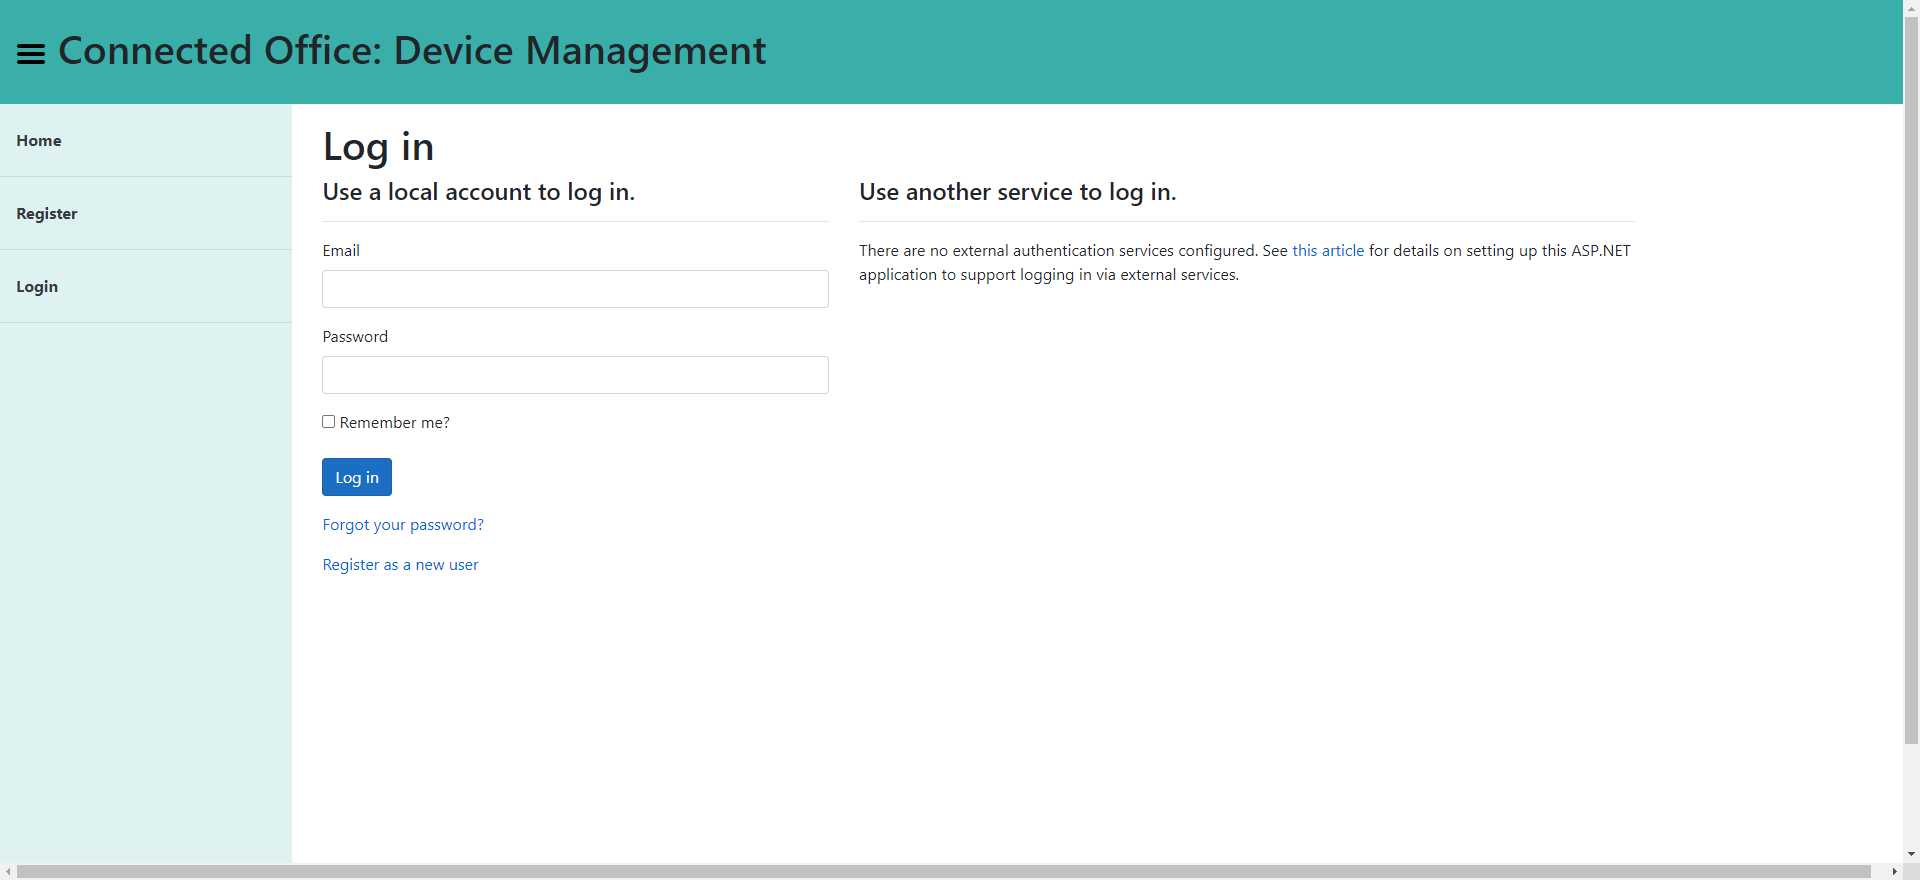 Connected Office: Device Management
Home
Register
Login
Log in
Use a local account to log in.
Email
Password
Remember me?
Log in
Forgot your password?
Register as a new user
Use another service to log in.
There are no external authentication services configured. See this article for details on setting up this ASP.NET
application to support logging in via external services.